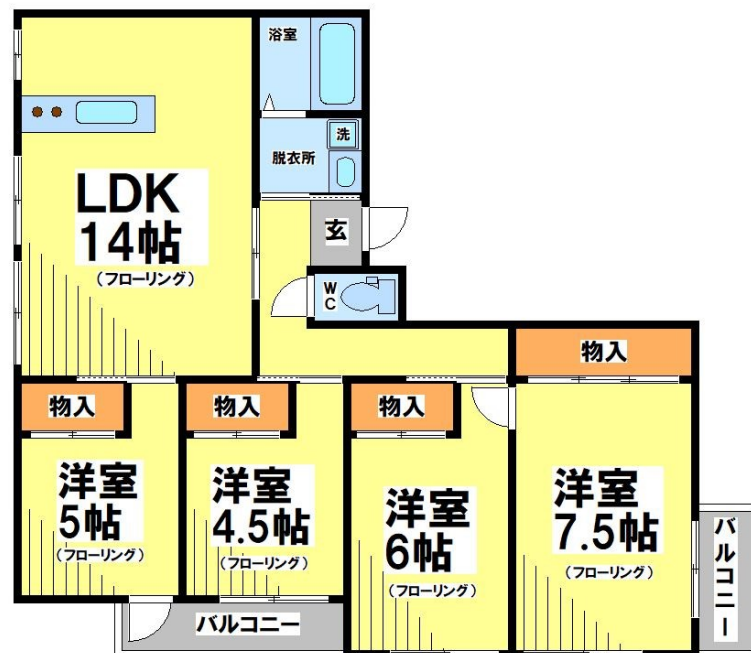 浴室
洗
脱衣所
LDK
14帖
(フローリング)
玄
WC
物入
物入
物入
物入
洋室
5帖
(フローリング)
洋室
4.5帖
(フローリング)
洋室
6帖
(フローリング)
洋室
7.5帖
(フローリング)
バルコニー
バルコニー